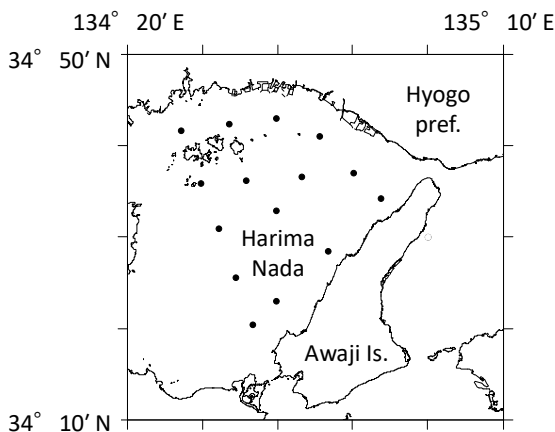 134° 20′ E
135° 10′ E
34° 50′ N
Hyogo
pref.
Harima
Nada
Awaji Is.
34° 10′ N